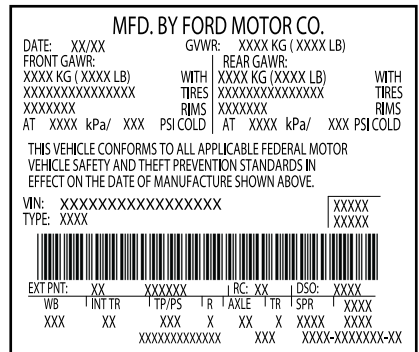 MFD. BY FORD MOTOR CO.
DATE: XX/XX GVWR: XXXX KG ( XXXX LB)
FRONT GAWR: REAR GAWR:
XXXX KG ( XXXX LB) WITH XXXX KG ( XXXX LB) WITH
XXXXXXXXXXXXXXX TIRES XXXXXXXXXXXXXXX TIRES
XXXXXXX RIMS XXXXXXX RIMS
AT XXXX kPa/ XXX PSI COLD AT XXXX kPa/ XXX PSI COLD
THIS VEHICLE CONFORMS TO ALL APPLICABLE FEDERAL MOTOR
VEHICLE SAFETY AND THEFT PREVENTION STANDARDS IN
EFFECT ON THE DATE OF MANUFACTURE SHOWN ABOVE.
VIN: XXXXXXXXXXXXXXXXX XXXXX
TYPE: XXXX XXXXX
EXT PNT: XX XXXXXX RC: XX DSO: XXXX
WB INT TR TP/PS R AXLE TR SPR XXXX
XXX XX XXX X XX X XXXX XXXX
XXXXXXXXXXXXX XXX XXXX-XXXXXXX-XX